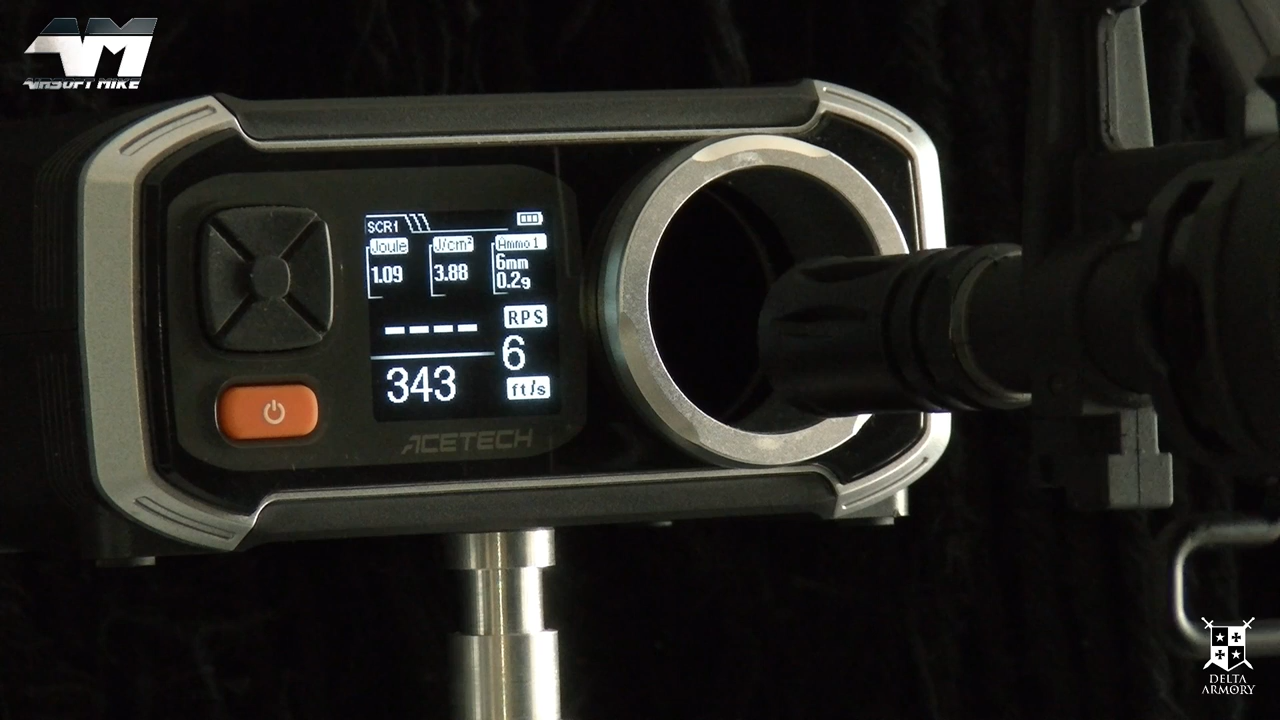 AM
AIRSOFT MIKE
SCR1
Joule J/cm² Ammo 1
1.09 3.88 6mm
0.2g
RPS
6
343 ft/s
ACETECH
DELTA
ARMORY